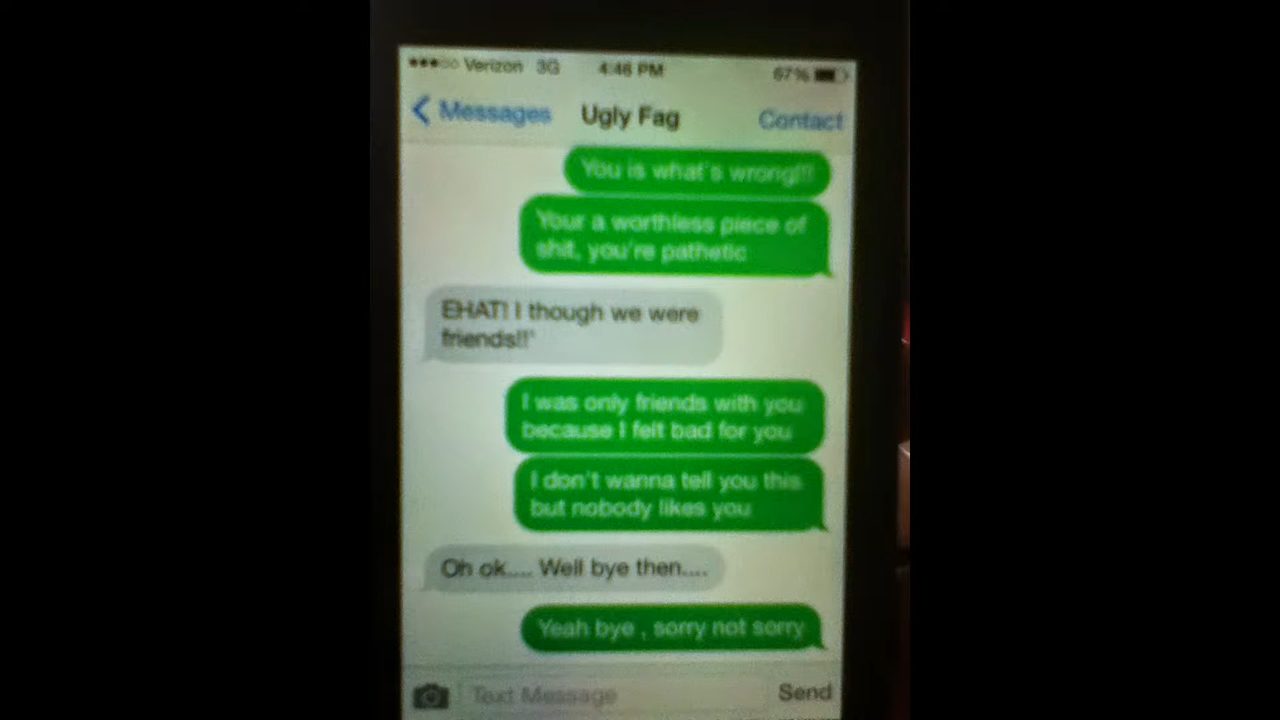 Verizon 3G 4:46 PM 67%
Messages Ugly Fag Contact
You is what's wrong!!!
Your a worthless piece of
shit, you're pathetic
EHAT! I though we were
friends!!'
I was only friends with you
because I felt bad for you
I don't wanna tell you this
but nobody likes you
Oh ok.... Well bye then....
Yeah bye , sorry not sorry
Text Message Send